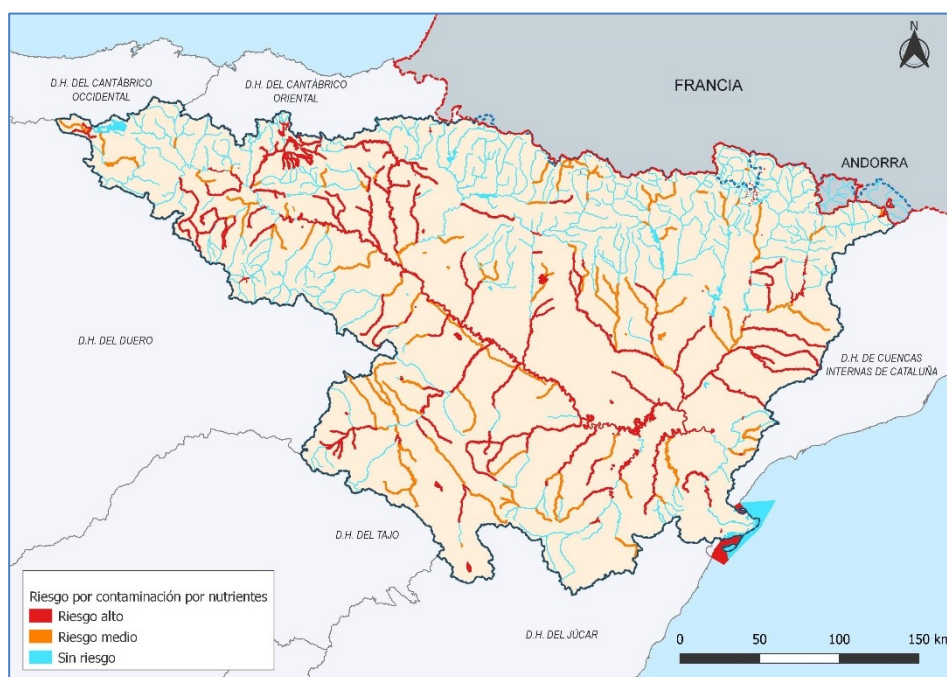 D.H. DEL CANTÁBRICO
OCCIDENTAL
D.H. DEL CANTÁBRICO
ORIENTAL
FRANCIA
N
ANDORRA
D.H. DEL DUERO
D.H. DE CUENCAS
INTERNAS DE CATALUÑA
D.H. DEL TAJO
D.H. DEL JÚCAR
Riesgo por contaminación por nutrientes
Riesgo alto
Riesgo medio
Sin riesgo
0 50 100 150 km